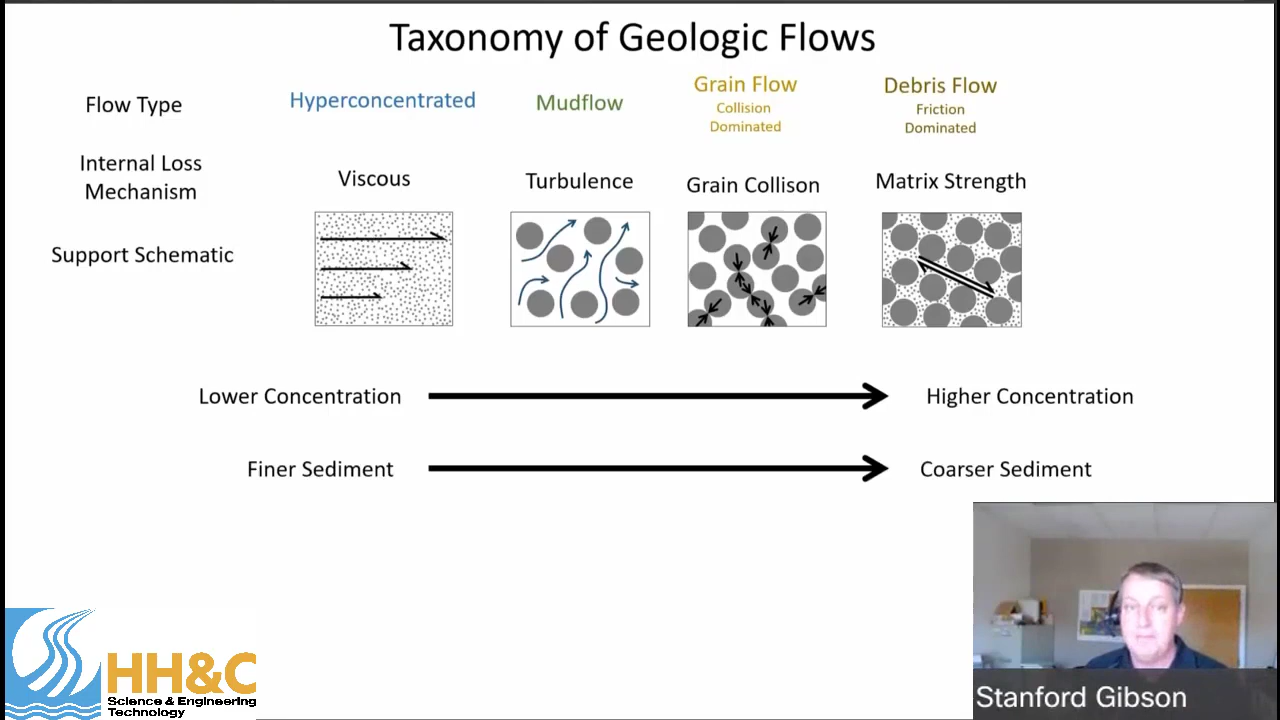 Taxonomy of Geologic Flows
Flow Type
Hyperconcentrated
Mudflow
Grain Flow
Collision
Dominated
Debris Flow
Friction
Dominated
Internal Loss
Mechanism
Viscous
Turbulence
Grain Collison
Matrix Strength
Support Schematic
Lower Concentration
Higher Concentration
Finer Sediment
Coarser Sediment
HH&C
Science & Engineering
Technology
Stanford Gibson